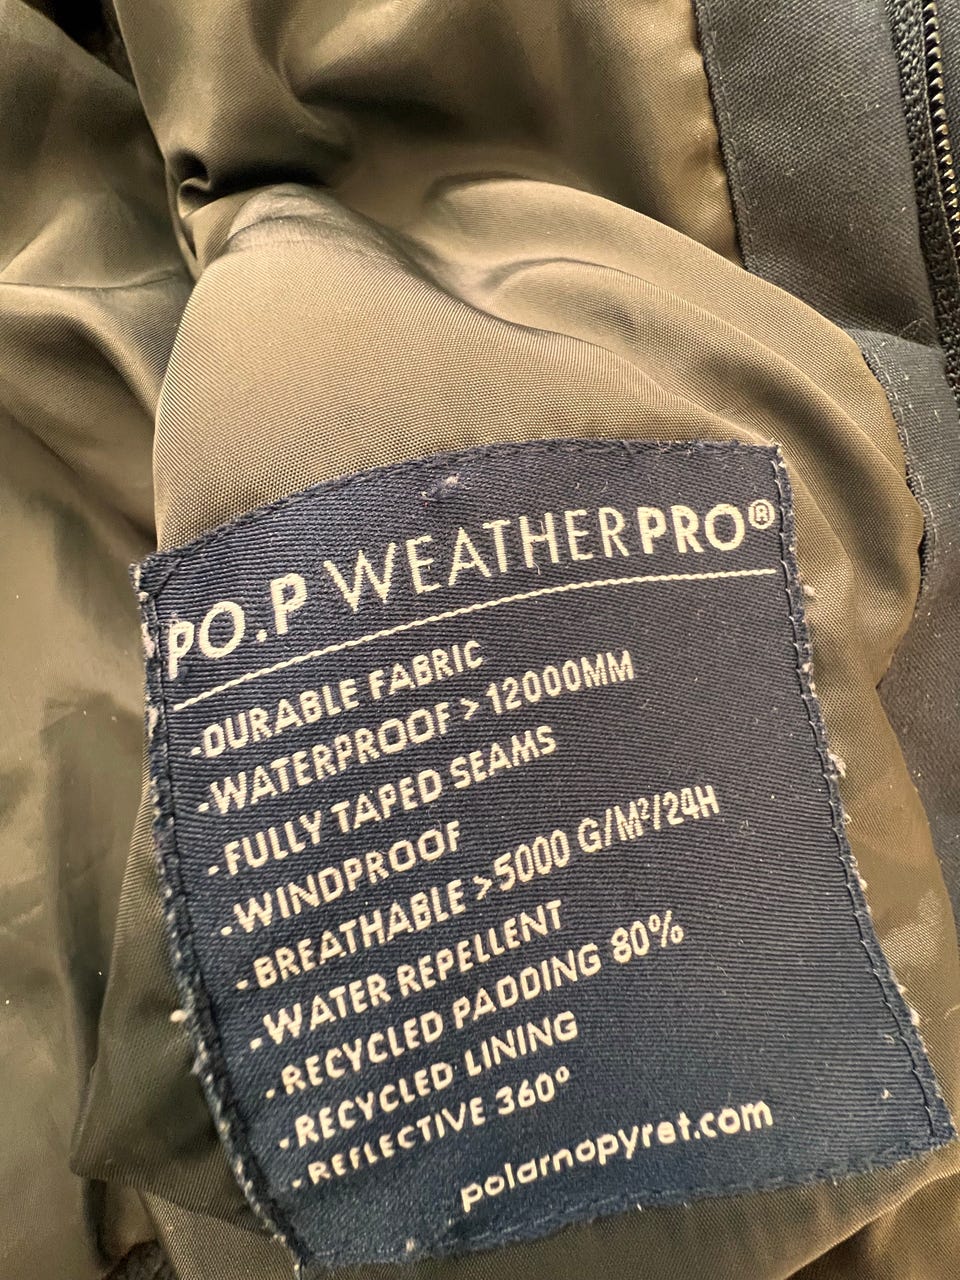 PO.P WEATHERPRO®
-DURABLE FABRIC
-WATERPROOF > 12000MM
-FULLY TAPED SEAMS
-WINDPROOF
-BREATHABLE >5000 G/M²/24H
-WATER REPELLENT
-RECYCLED PADDING 80%
-RECYCLED LINING
-REFLECTIVE 360°
polarnopyret.com